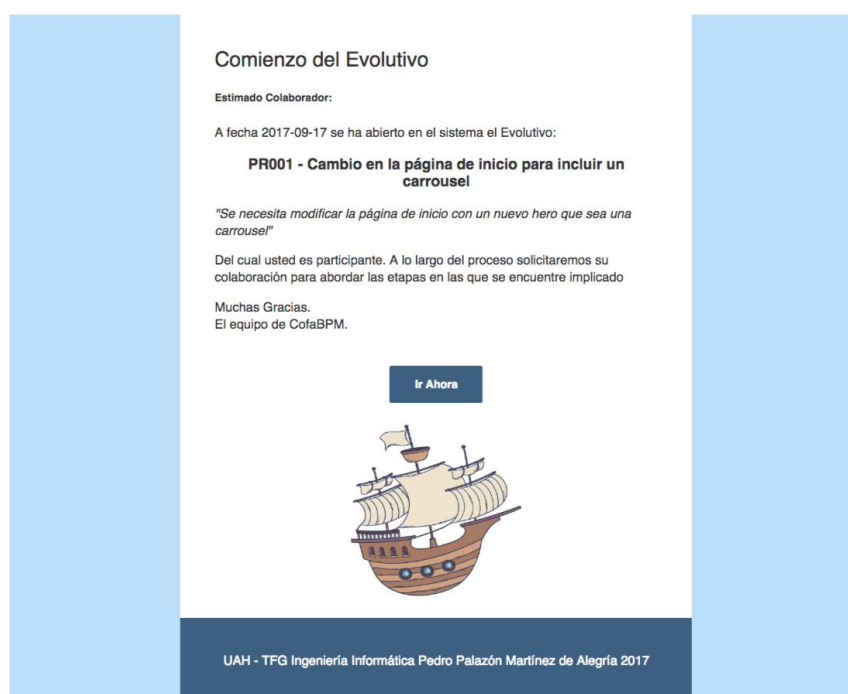 Comienzo del Evolutivo
Estimado Colaborador:
A fecha 2017-09-17 se ha abierto en el sistema el Evolutivo:
PR001 - Cambio en la página de inicio para incluir un
carrousel
"Se necesita modificar la página de inicio con un nuevo hero que sea una
carrousel"
Del cual usted es participante. A lo largo del proceso solicitaremos su
colaboración para abordar las etapas en las que se encuentre implicado
Muchas Gracias.
El equipo de CofaBPM.
Ir Ahora
UAH - TFG Ingeniería Informática Pedro Palazón Martínez de Alegría 2017